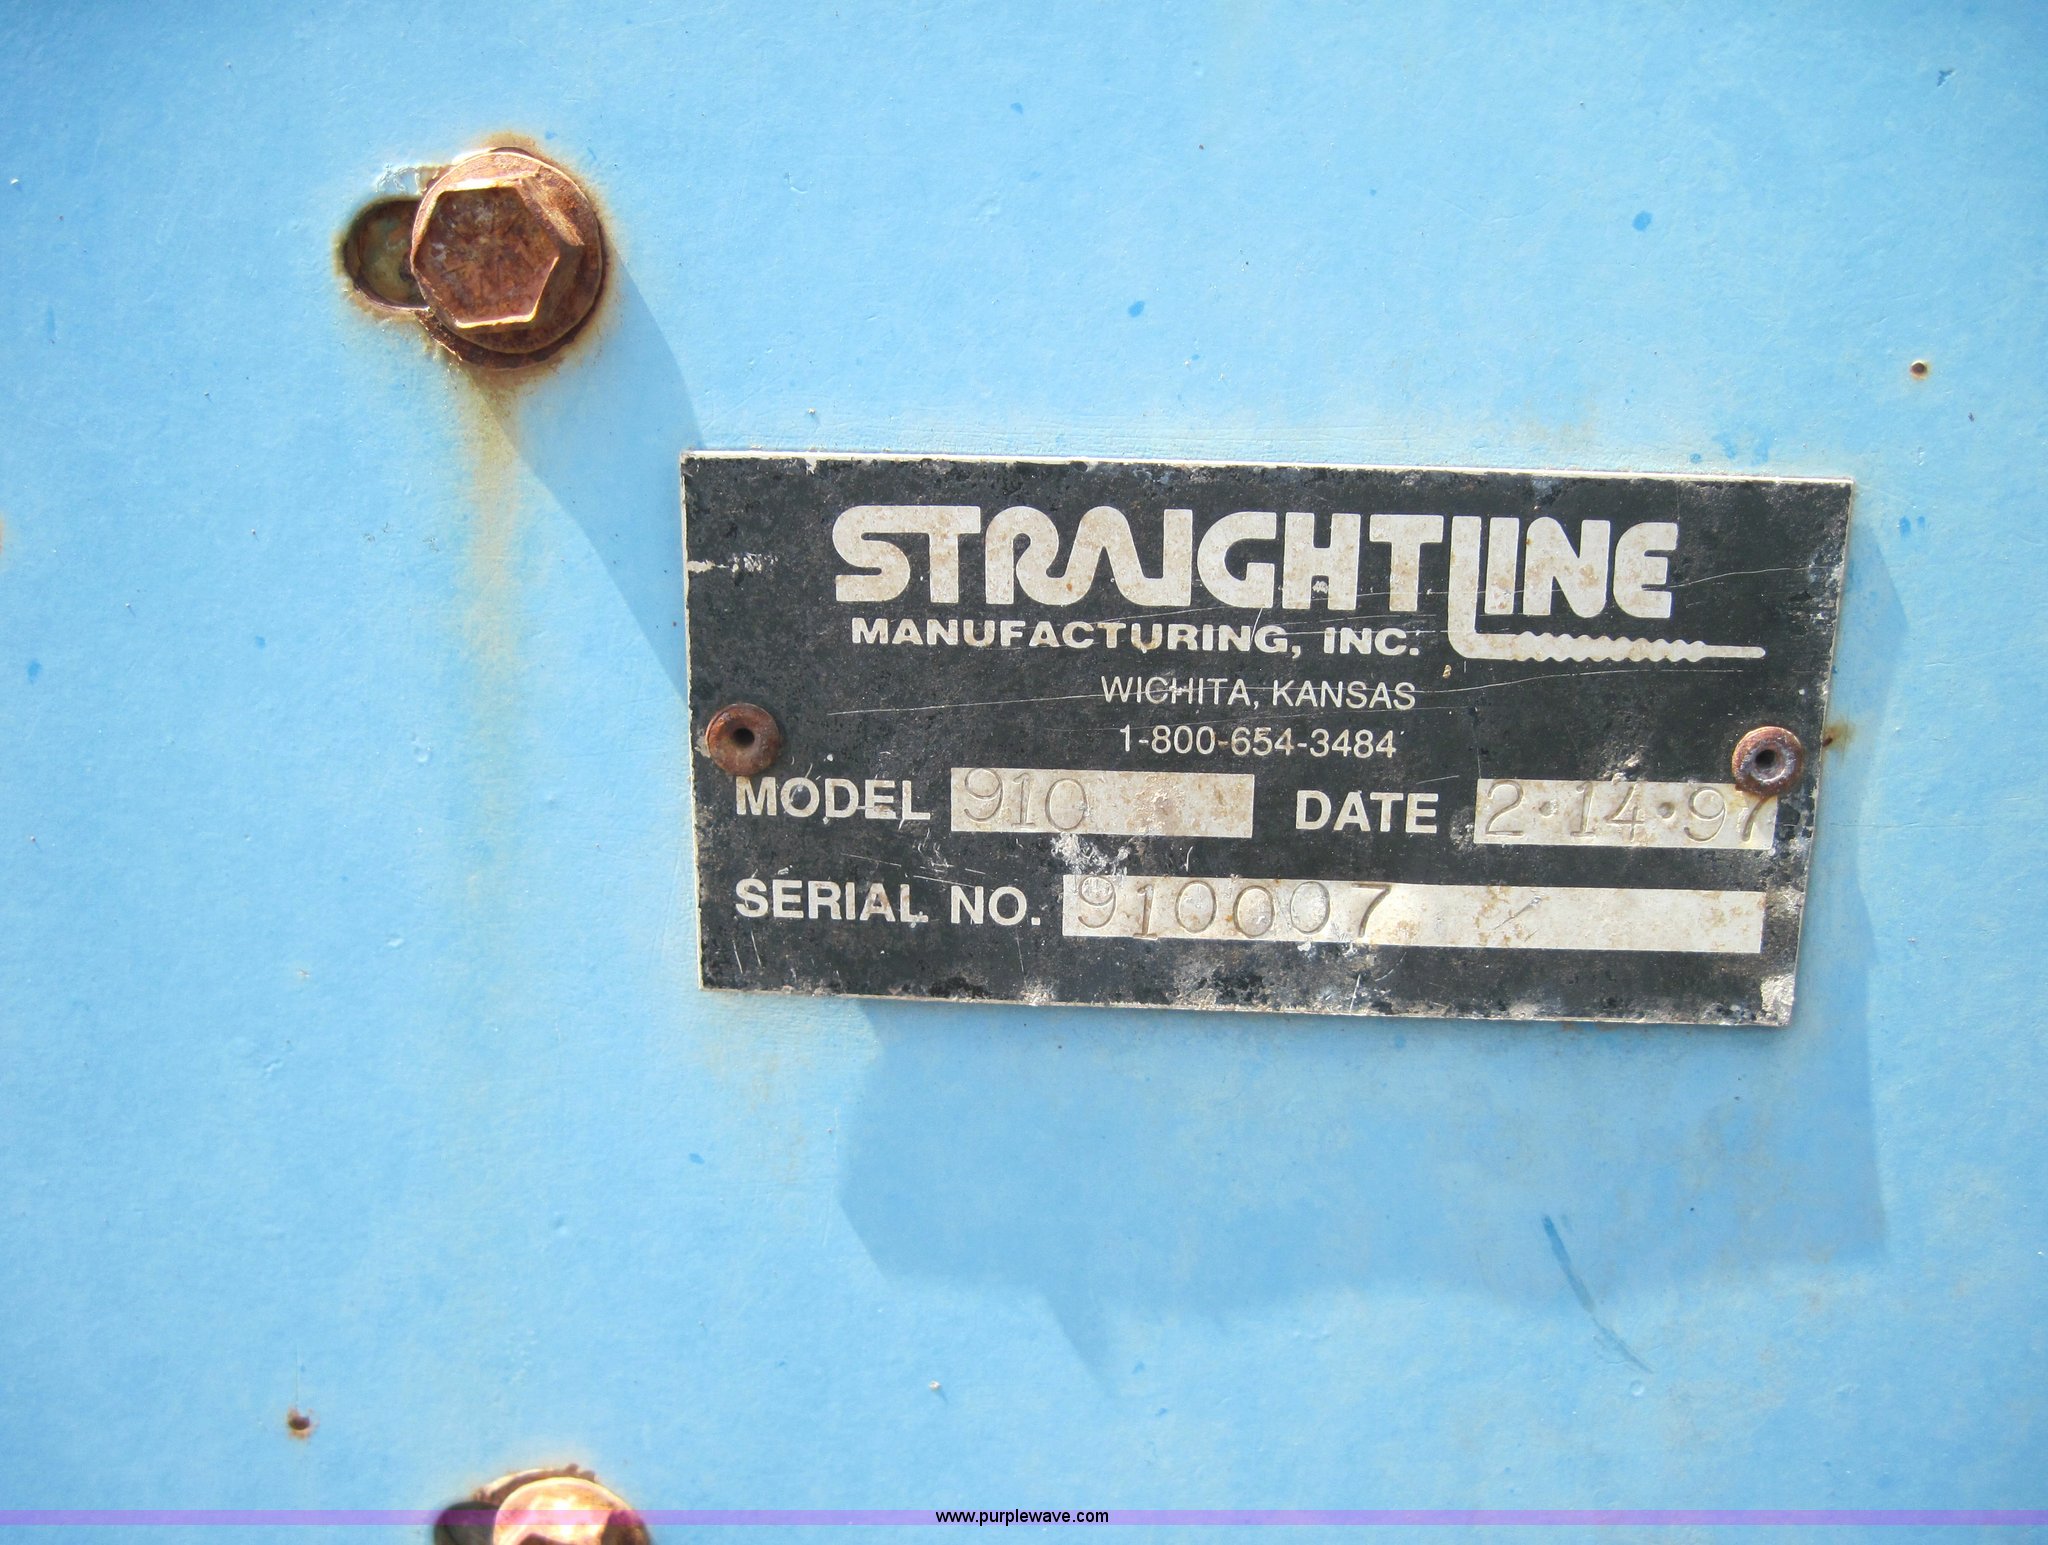 STRAIGHTLINE
MANUFACTURING, INC.
WICHITA, KANSAS
1-800-654-3484
MODEL 910 DATE 2·14·97
SERIAL NO. 910007
www.purplewave.com